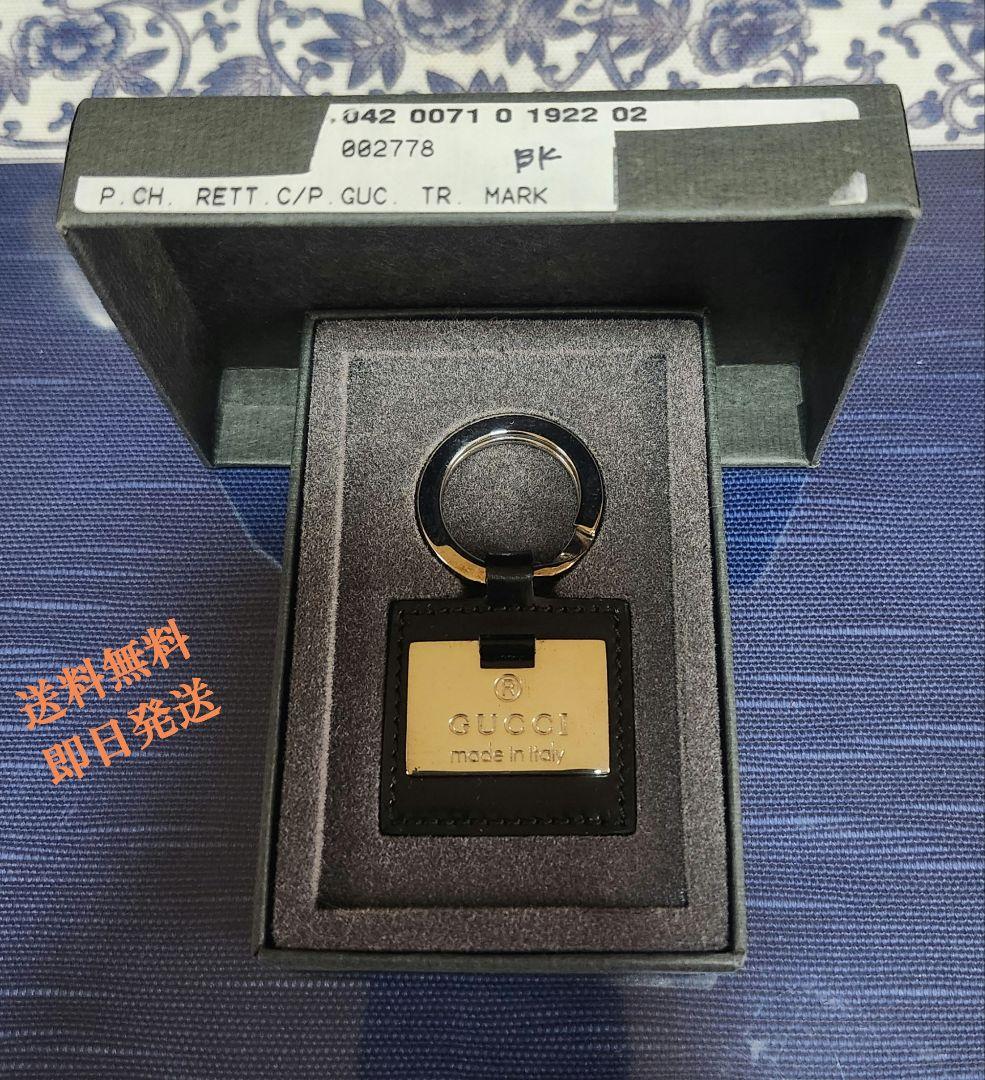 042 0071 0 1922 02
002778 BK
P.CH. RETT.C/P.GUC. TR. MARK
送料無料
即日発送
®
GUCCI
made in Italy